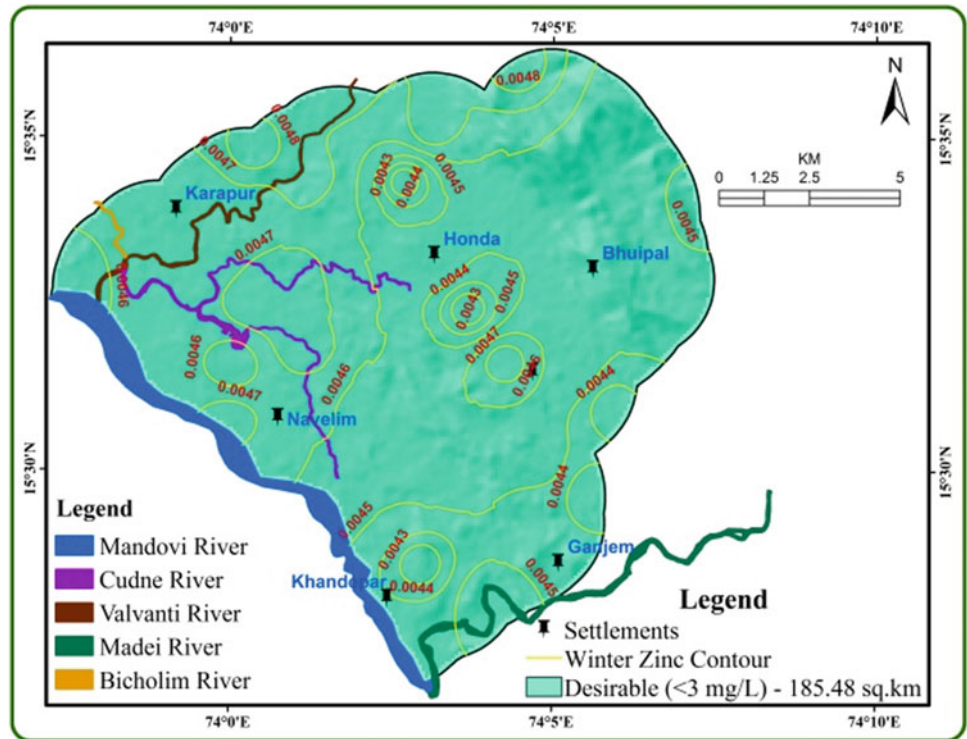 74°0'E
74°5'E
74°10'E
N
15°35'N
15°35'N
KM
0 1.25 2.5 5
0.0048
0.0048
0.0047
0.0043
0.0044
0.0045
0.0045
Karapur
Honda
Bhuipal
0.0047
0.0046
0.0044
0.0045
0.0043
0.0047
0.0046
0.0046
0.0046
0.0044
0.0047
Navelim
15°30'N
15°30'N
0.0044
0.0045
0.0043
Ganjem
0.0045
Khandepar
0.0044
Legend
Mandovi River
Cudne River
Valvanti River
Madei River
Bicholim River
Legend
Settlements
Winter Zinc Contour
Desirable (<3 mg/L) - 185.48 sq.km
74°0'E
74°5'E
74°10'E